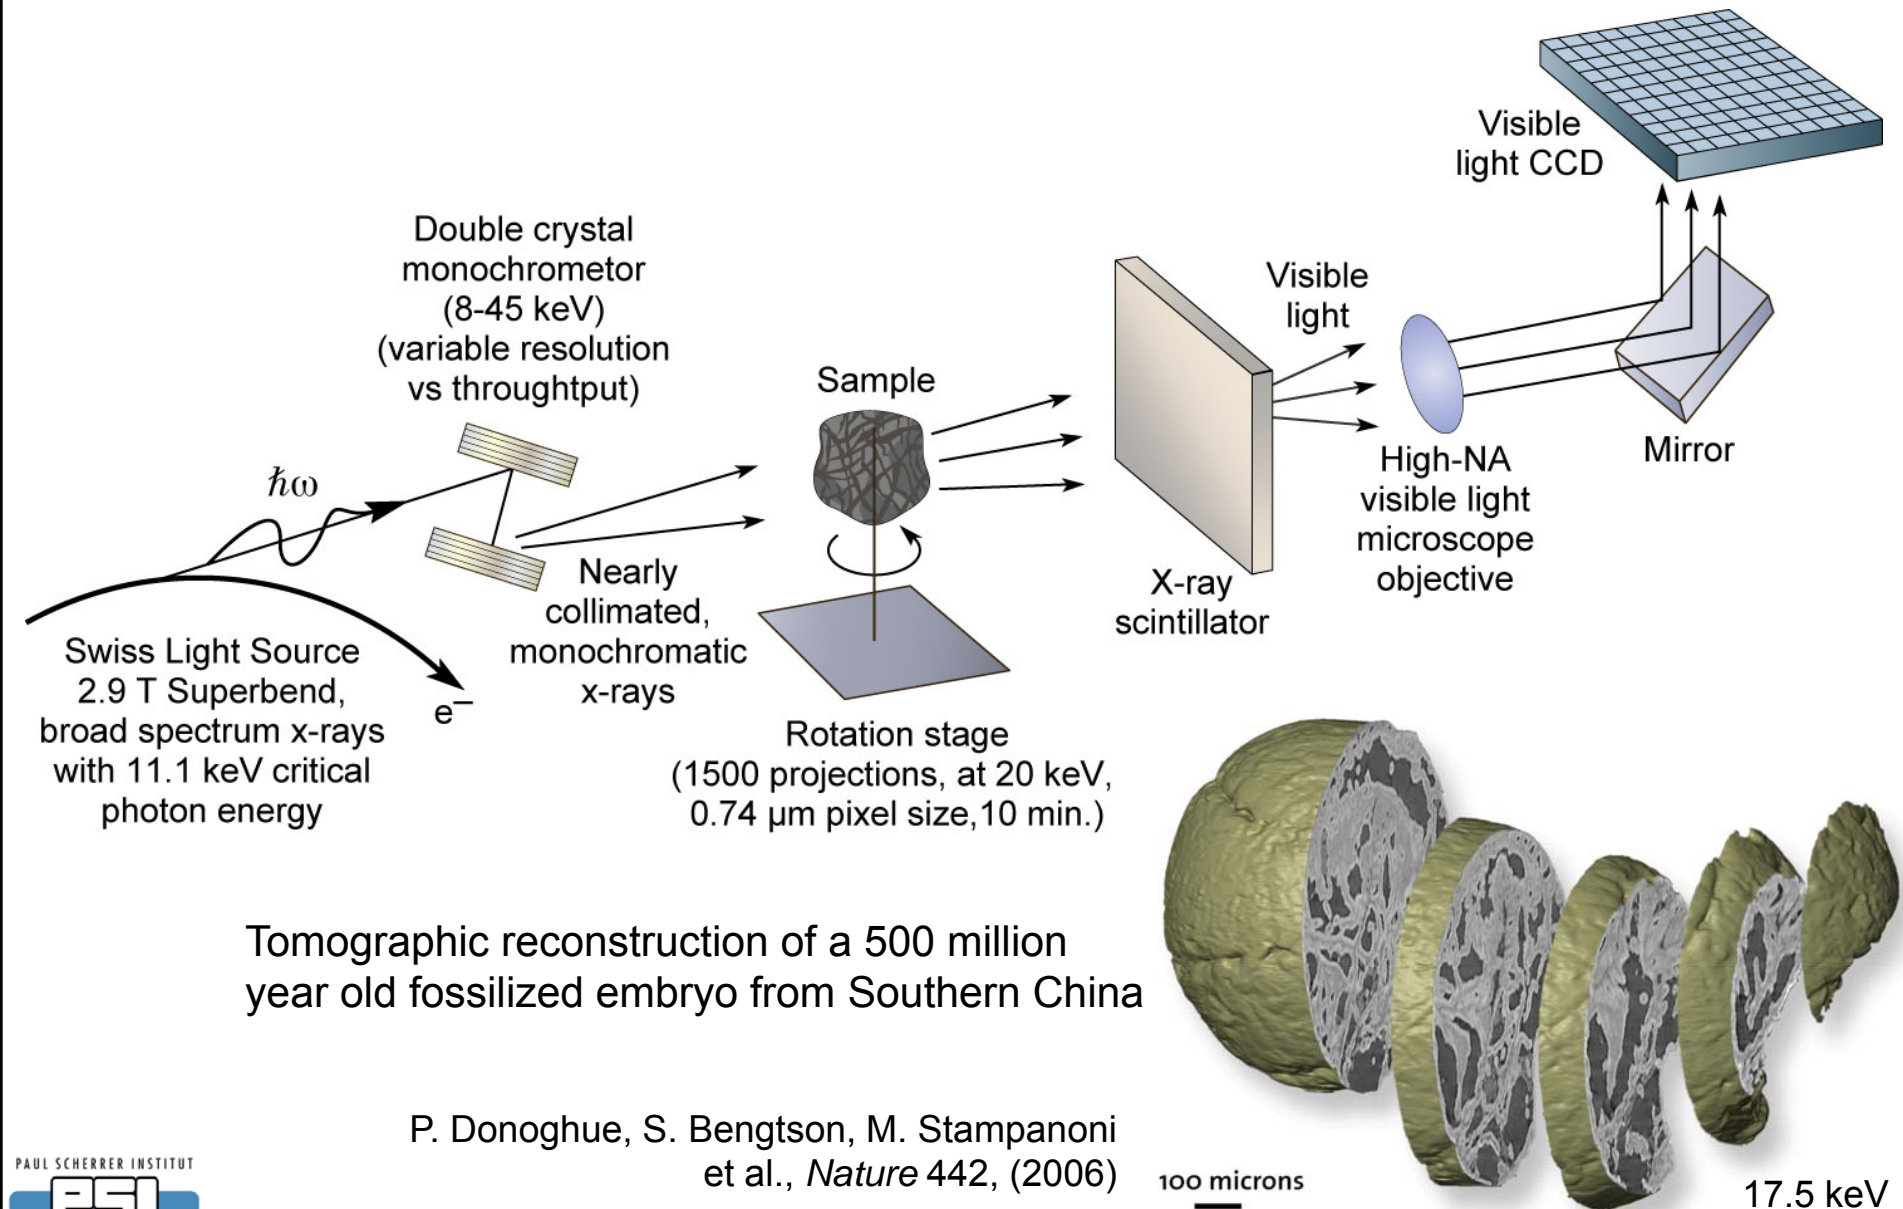 Visible
light CCD
Double crystal
monochrometor
(8-45 keV)
(variable resolution
vs throughtput)
Visible
light
Sample
ħω
High-NA
visible light
microscope
objective
Mirror
Nearly
collimated,
monochromatic
x-rays
X-ray
scintillator
Swiss Light Source
2.9 T Superbend,
broad spectrum x-rays
with 11.1 keV critical
photon energy
e–
Rotation stage
(1500 projections, at 20 keV,
0.74 µm pixel size,10 min.)
Tomographic reconstruction of a 500 million
year old fossilized embryo from Southern China
P. Donoghue, S. Bengtson, M. Stampanoni
et al., Nature 442, (2006)
100 microns
17.5 keV
PAUL SCHERRER INSTITUT
PSI